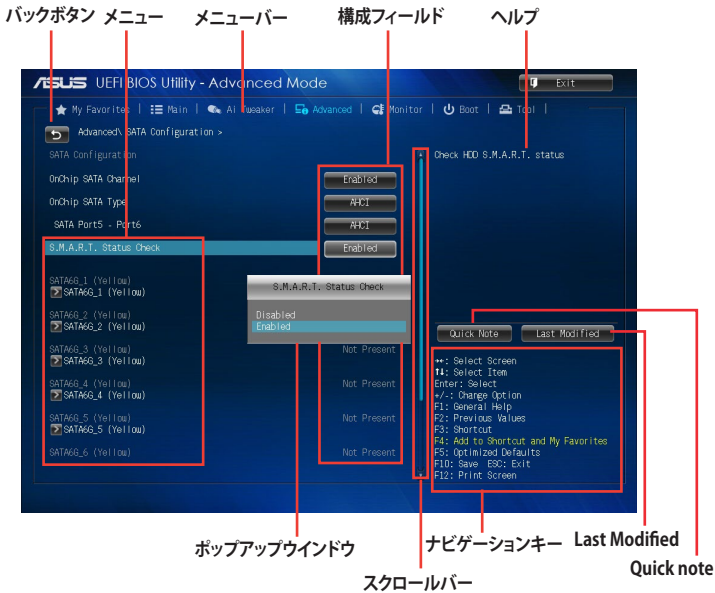 バックボタン メニュー メニューバー 構成フィールド ヘルプ
ASUS UEFI BIOS Utility - Advanced Mode Exit
My Favorites | Main | Ai Tweaker | Advanced | Monitor | Boot | Tool |
Advanced\ SATA Configuration >
SATA Configuration
Check HDD S.M.A.R.T. status
OnChip SATA Channel Enabled
OnChip SATA Type AHCI
SATA Port5 - Port6 AHCI
S.M.A.R.T. Status Check Enabled
SATA6G_1 (Yellow)
SATA6G_1 (Yellow)
SATA6G_2 (Yellow)
SATA6G_2 (Yellow)
SATA6G_3 (Yellow) Not Present
SATA6G_3 (Yellow)
SATA6G_4 (Yellow) Not Present
SATA6G_4 (Yellow)
SATA6G_5 (Yellow) Not Present
SATA6G_5 (Yellow)
SATA6G_6 (Yellow) Not Present
S.M.A.R.T. Status Check
Disabled
Enabled
Quick Note Last Modified
→←: Select Screen
↑↓: Select Item
Enter: Select
+/-: Change Option
F1: General Help
F2: Previous Values
F3: Shortcut
F4: Add to Shortcut and My Favorites
F5: Optimized Defaults
F10: Save ESC: Exit
F12: Print Screen
ポップアップウインドウ
ナビゲーションキー
Last Modified
Quick note
スクロールバー